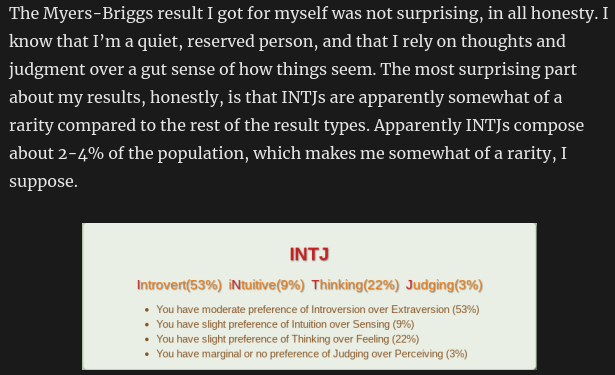 The Myers-Briggs result I got for myself was not surprising, in all honesty. I
know that I’m a quiet, reserved person, and that I rely on thoughts and
judgment over a gut sense of how things seem. The most surprising part
about my results, honestly, is that INTJs are apparently somewhat of a
rarity compared to the rest of the result types. Apparently INTJs compose
about 2-4% of the population, which makes me somewhat of a rarity, I
suppose.
INTJ
Introvert(53%) iNtuitive(9%) Thinking(22%) Judging(3%)
• You have moderate preference of Introversion over Extraversion (53%)
• You have slight preference of Intuition over Sensing (9%)
• You have slight preference of Thinking over Feeling (22%)
• You have marginal or no preference of Judging over Perceiving (3%)